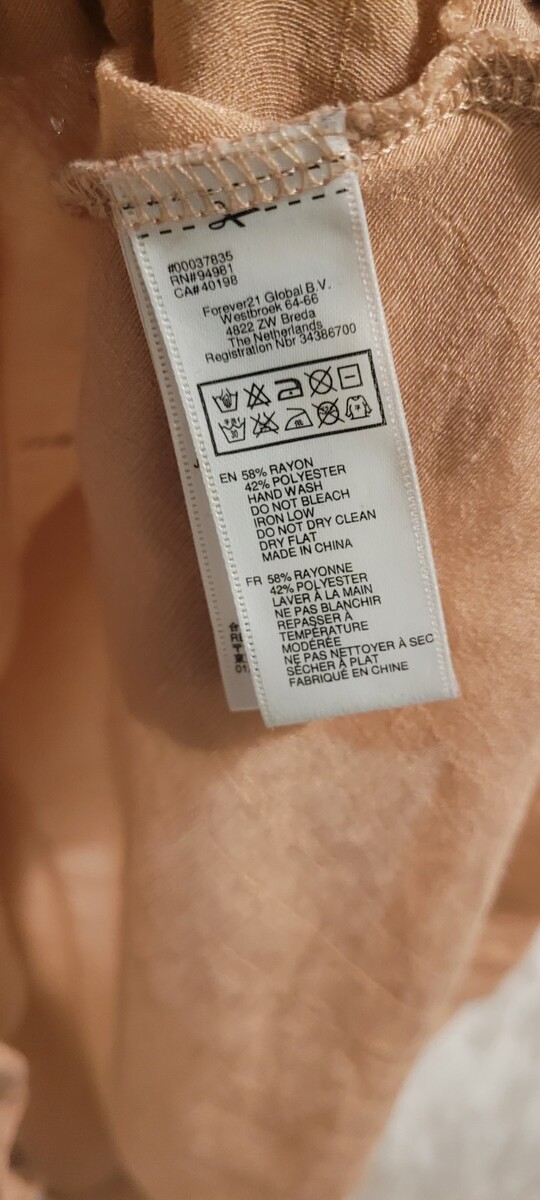 #00037835
RN#94981
CA#40198
Forever21 Global B.V.
Westbroek 64-66
4822 ZW Breda
The Netherlands
Registration Nbr 34386700
EN 58% RAYON
42% POLYESTER
HAND WASH
DO NOT BLEACH
IRON LOW
DO NOT DRY CLEAN
DRY FLAT
MADE IN CHINA
FR 58% RAYONNE
42% POLYESTER
LAVER À LA MAIN
NE PAS BLANCHIR
REPASSER À
TEMPÉRATURE
MODÉRÉE
NE PAS NETTOYER À SEC
SÉCHER À PLAT
FABRIQUÉ EN CHINE